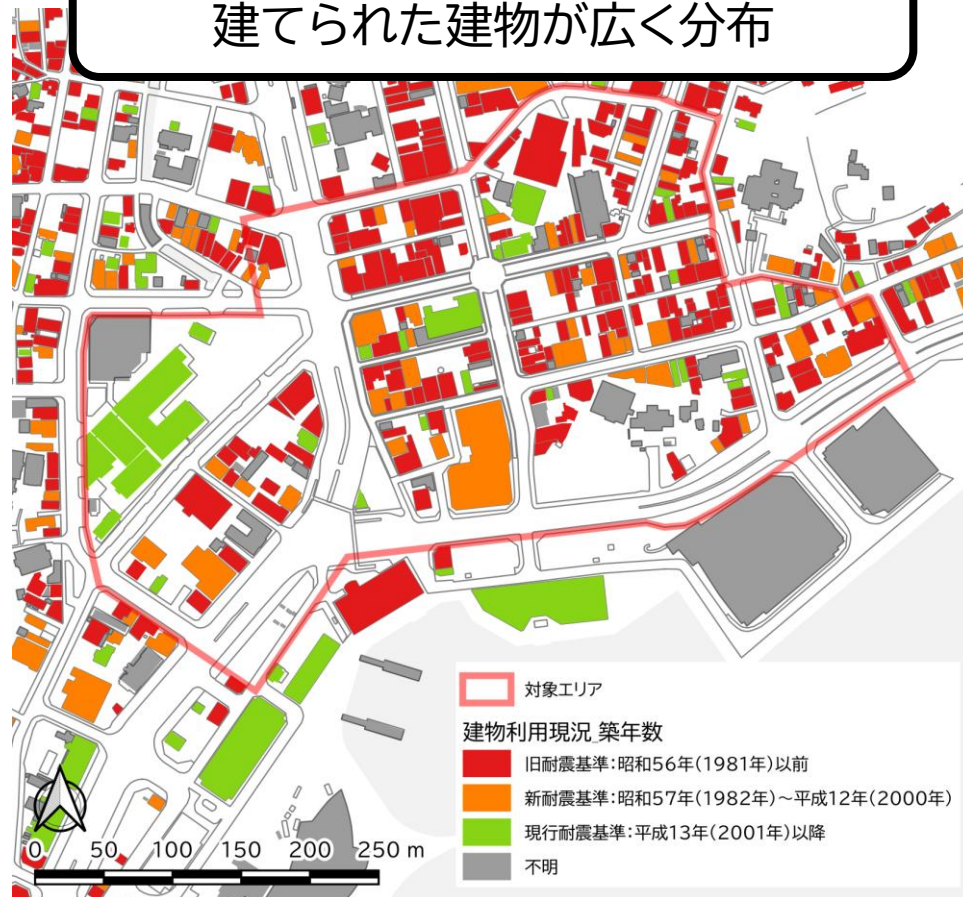 建てられた建物が広く分布
対象エリア
建物利用現況_築年数
旧耐震基準:昭和56年(1981年)以前
新耐震基準:昭和57年(1982年)~平成12年(2000年)
現行耐震基準:平成13年(2001年)以降
不明
0 50 100 150 200 250 m